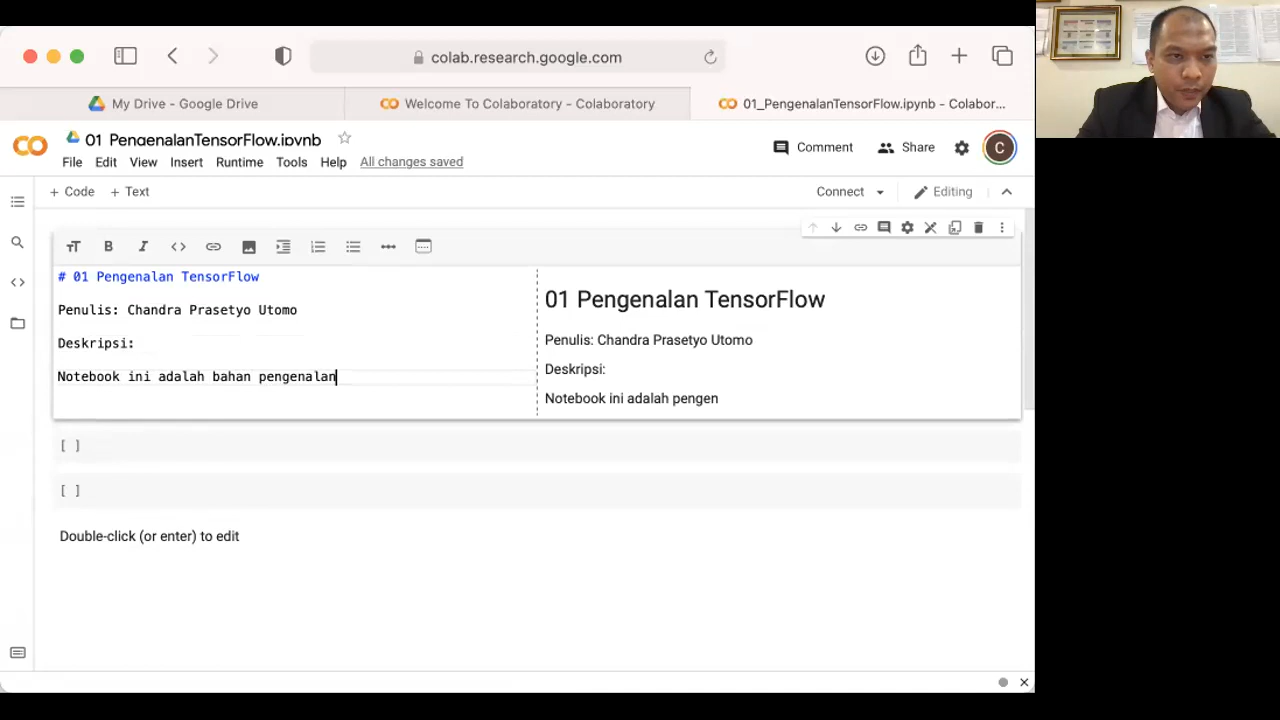 colab.research.google.com
My Drive - Google Drive
Welcome To Colaboratory - Colaboratory
01_PengenalanTensorFlow.ipynb - Colabor...
01_PengenalanTensorFlow.ipynb
File Edit View Insert Runtime Tools Help All changes saved
Comment Share C
+ Code + Text
Connect Editing
# 01 Pengenalan TensorFlow
Penulis: Chandra Prasetyo Utomo
Deskripsi:
Notebook ini adalah bahan pengenalan
01 Pengenalan TensorFlow
Penulis: Chandra Prasetyo Utomo
Deskripsi:
Notebook ini adalah pengen
[ ]
[ ]
Double-click (or enter) to edit